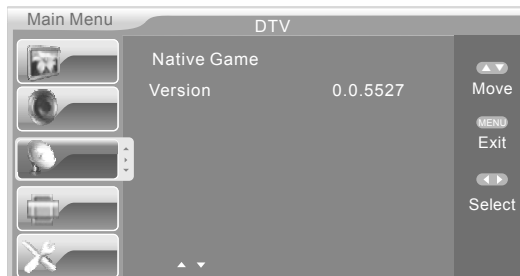 Main Menu
DTV
Native Game
Version 0.0.5527
Move
MENU
Exit
Select